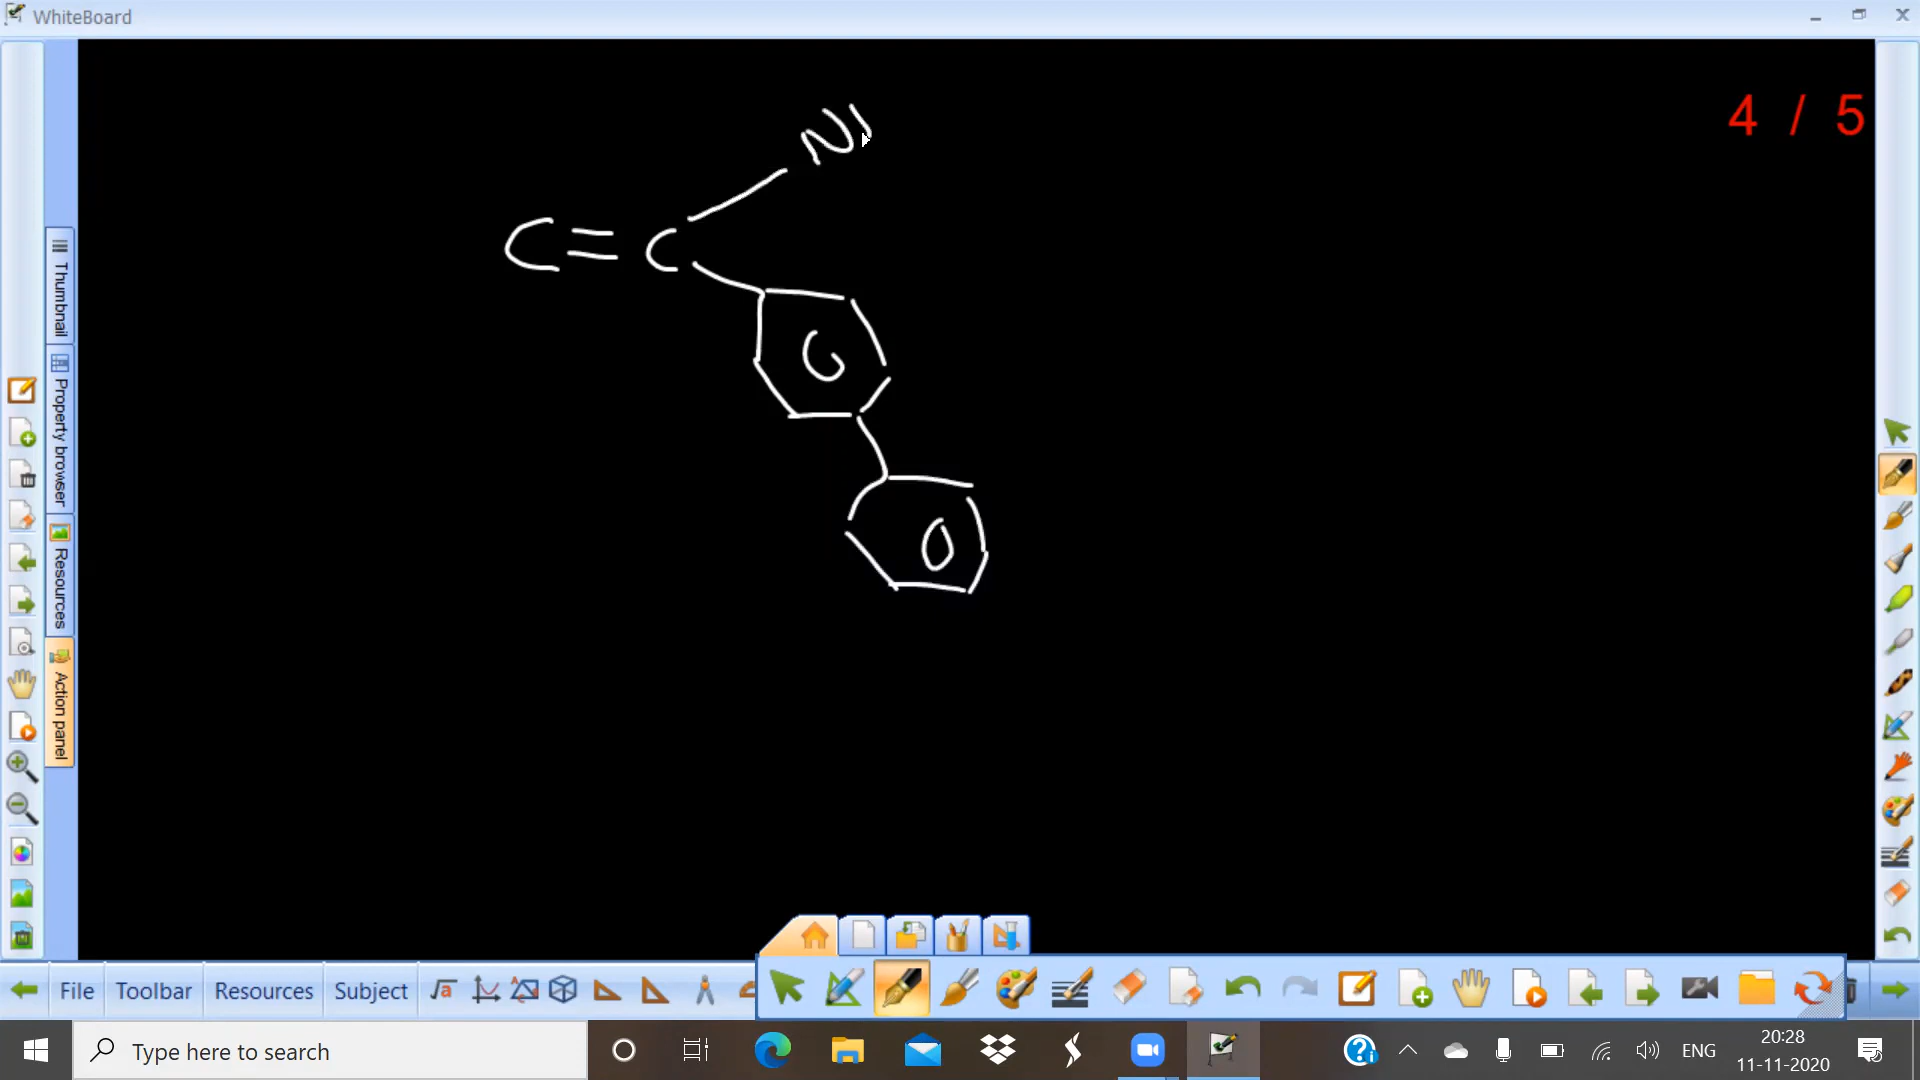 WhiteBoard
4 / 5
N
C = C
Thumbnail
Property browser
Resources
Action panel
File
Toolbar
Resources
Subject
Type here to search
ENG
20:28
11-11-2020